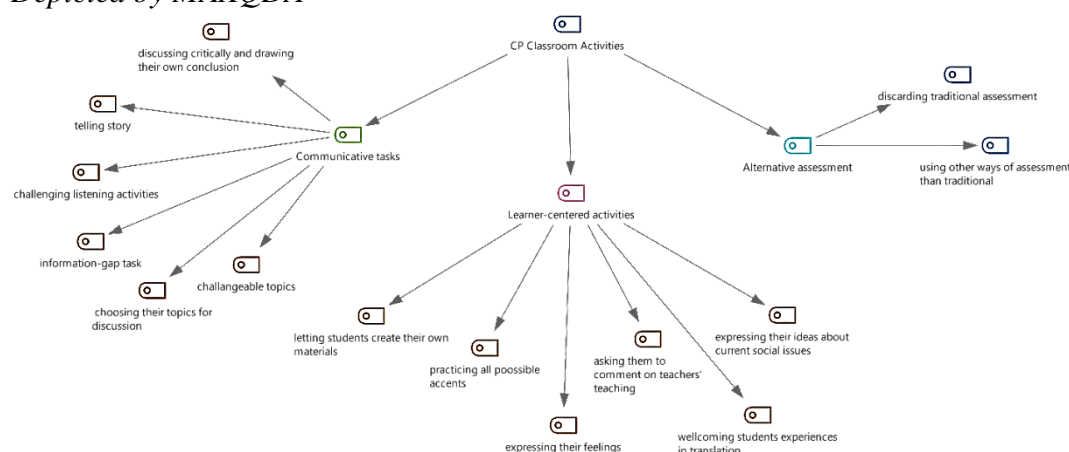 Depicted by MAXQDA
CP Classroom Activities
discussing critically and drawing
their own conclusion
telling story
challenging listening activities
information-gap task
choosing their topics for
discussion
challangeable topics
Communicative tasks
Learner-centered activities
letting students create their own
materials
practicing all poossible
accents
expressing their feelings
asking them to
comment on teachers'
teaching
wellcoming students experiences
in translation
expressing their ideas about
current social issues
Alternative assessment
discarding traditional assessment
using other ways of assessment
than traditional